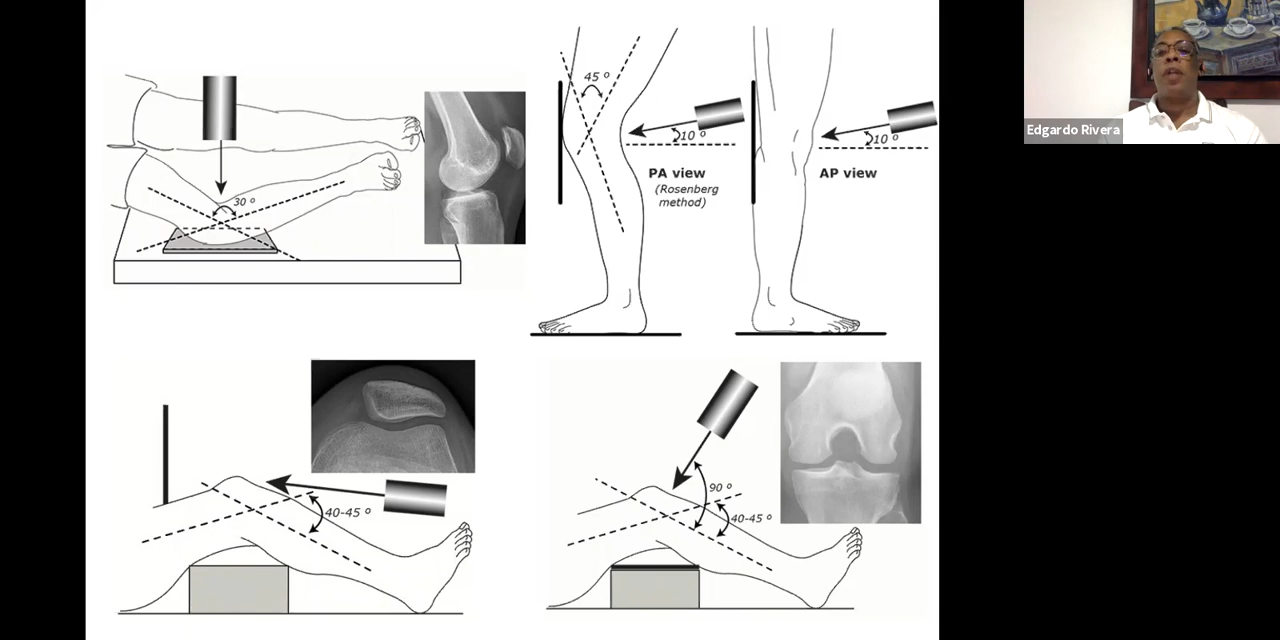 30 º
45 º
10 º
PA view
(Rosenberg
method)
10 º
AP view
Edgardo Rivera
40-45 º
90 º
40-45 º